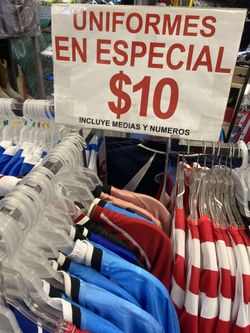 UNIFORMES
EN ESPECIAL
$10
INCLUYE MEDIAS Y NUMEROS